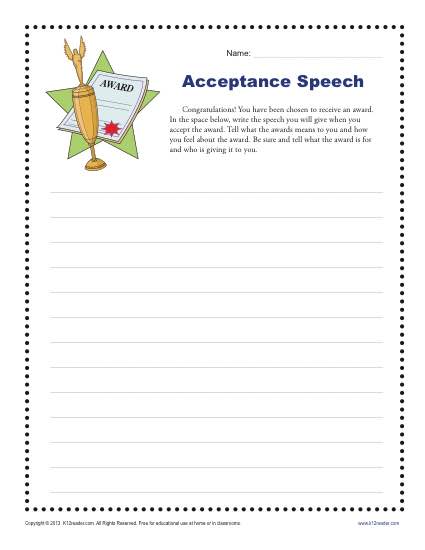 Name:
AWARD
Acceptance Speech
Congratulations! You have been chosen to receive an award.
In the space below, write the speech you will give when you
accept the award. Tell what the awards means to you and how
you feel about the award. Be sure and tell what the award is for
and who is giving it to you.
Copyright © 2013 K12reader.com. All Rights Reserved. Free for educational use at home or in classrooms.
www.k12reader.com